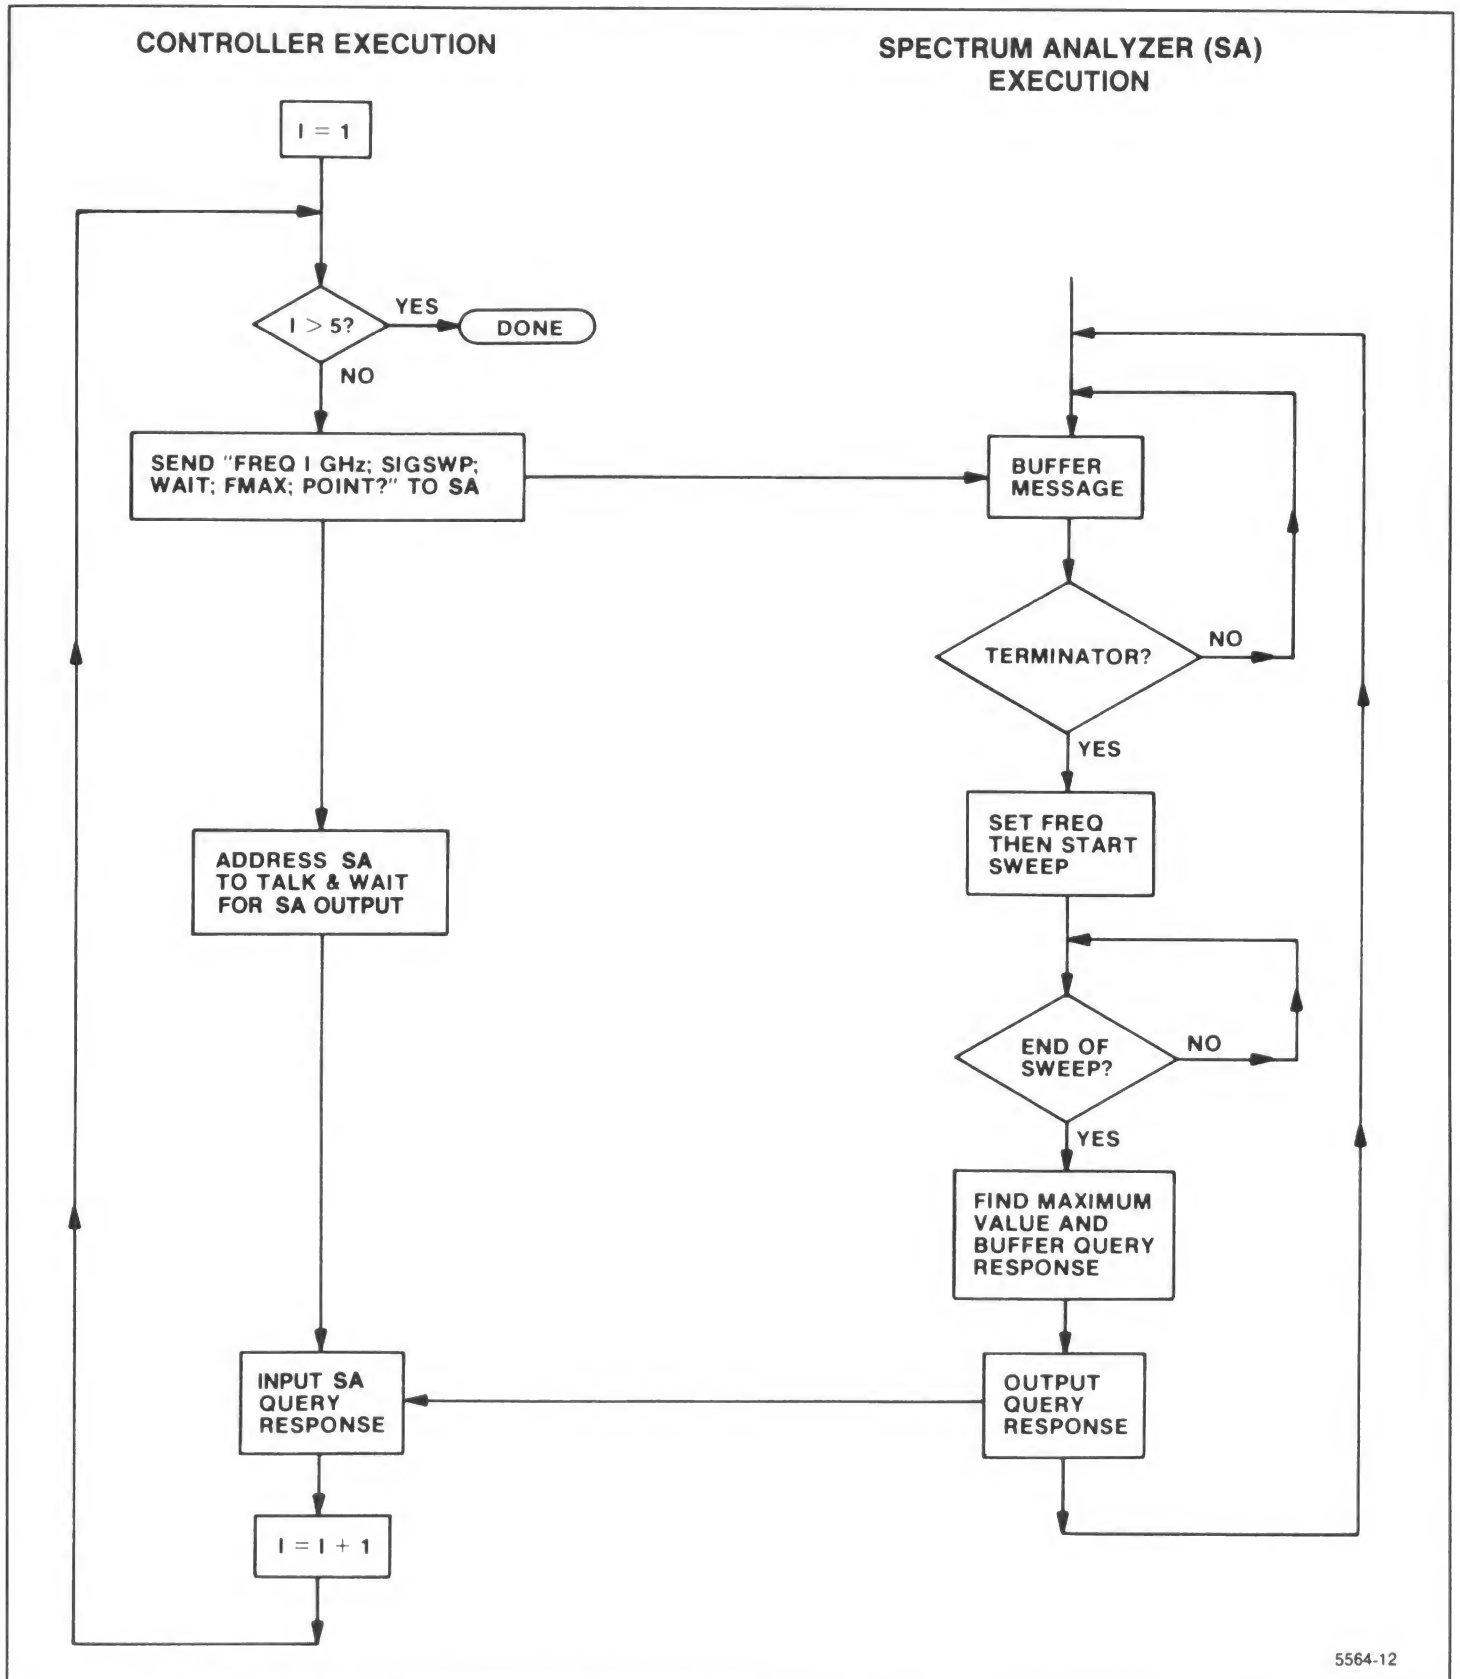 CONTROLLER EXECUTION
I = 1
I > 5?
YES
DONE
NO
SEND "FREQ I GHz; SIGSWP;
WAIT; FMAX; POINT?" TO SA
ADDRESS SA
TO TALK & WAIT
FOR SA OUTPUT
INPUT SA
QUERY
RESPONSE
I = I + 1
SPECTRUM ANALYZER (SA)
EXECUTION
BUFFER
MESSAGE
TERMINATOR?
NO
YES
SET FREQ
THEN START
SWEEP
END OF
SWEEP?
NO
YES
FIND MAXIMUM
VALUE AND
BUFFER QUERY
RESPONSE
OUTPUT
QUERY
RESPONSE
5564-12